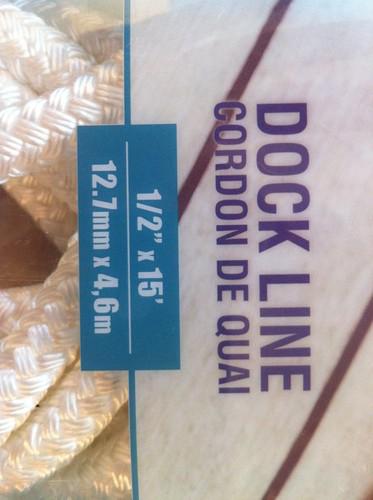 DOCK LINE
CORDON DE QUAI
1/2" x 15'
12.7mm x 4,6m